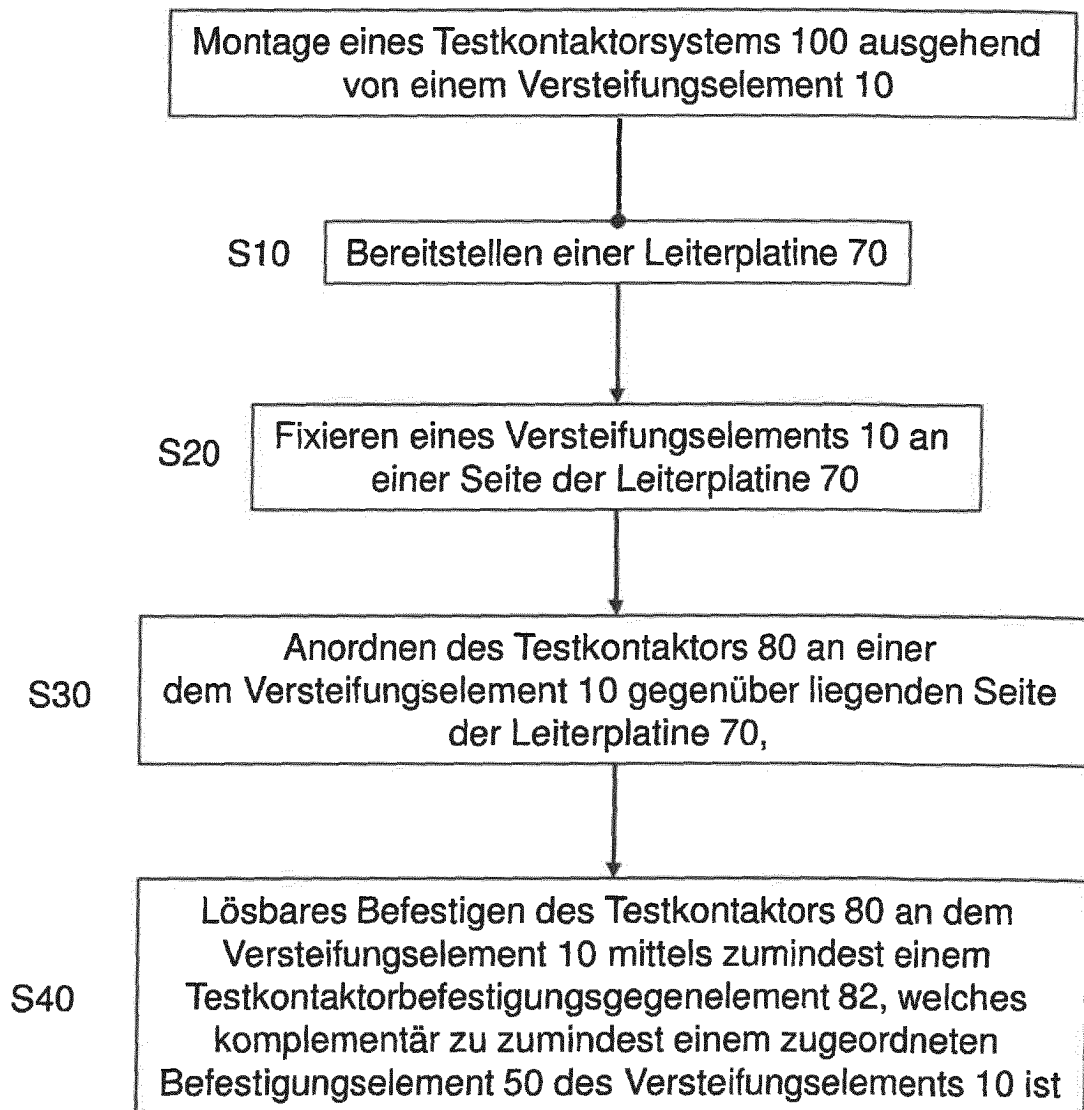 Montage eines Testkontaktorsystems 100 ausgehend
von einem Versteifungselement 10
S10
Bereitstellen einer Leiterplatine 70
S20
Fixieren eines Versteifungselements 10 an
einer Seite der Leiterplatine 70
S30
Anordnen des Testkontaktors 80 an einer
dem Versteifungselement 10 gegenüber liegenden Seite
der Leiterplatine 70,
S40
Lösbares Befestigen des Testkontaktors 80 an dem
Versteifungselement 10 mittels zumindest einem
Testkontaktorbefestigungsgegenelement 82, welches
komplementär zu zumindest einem zugeordneten
Befestigungselement 50 des Versteifungselements 10 ist